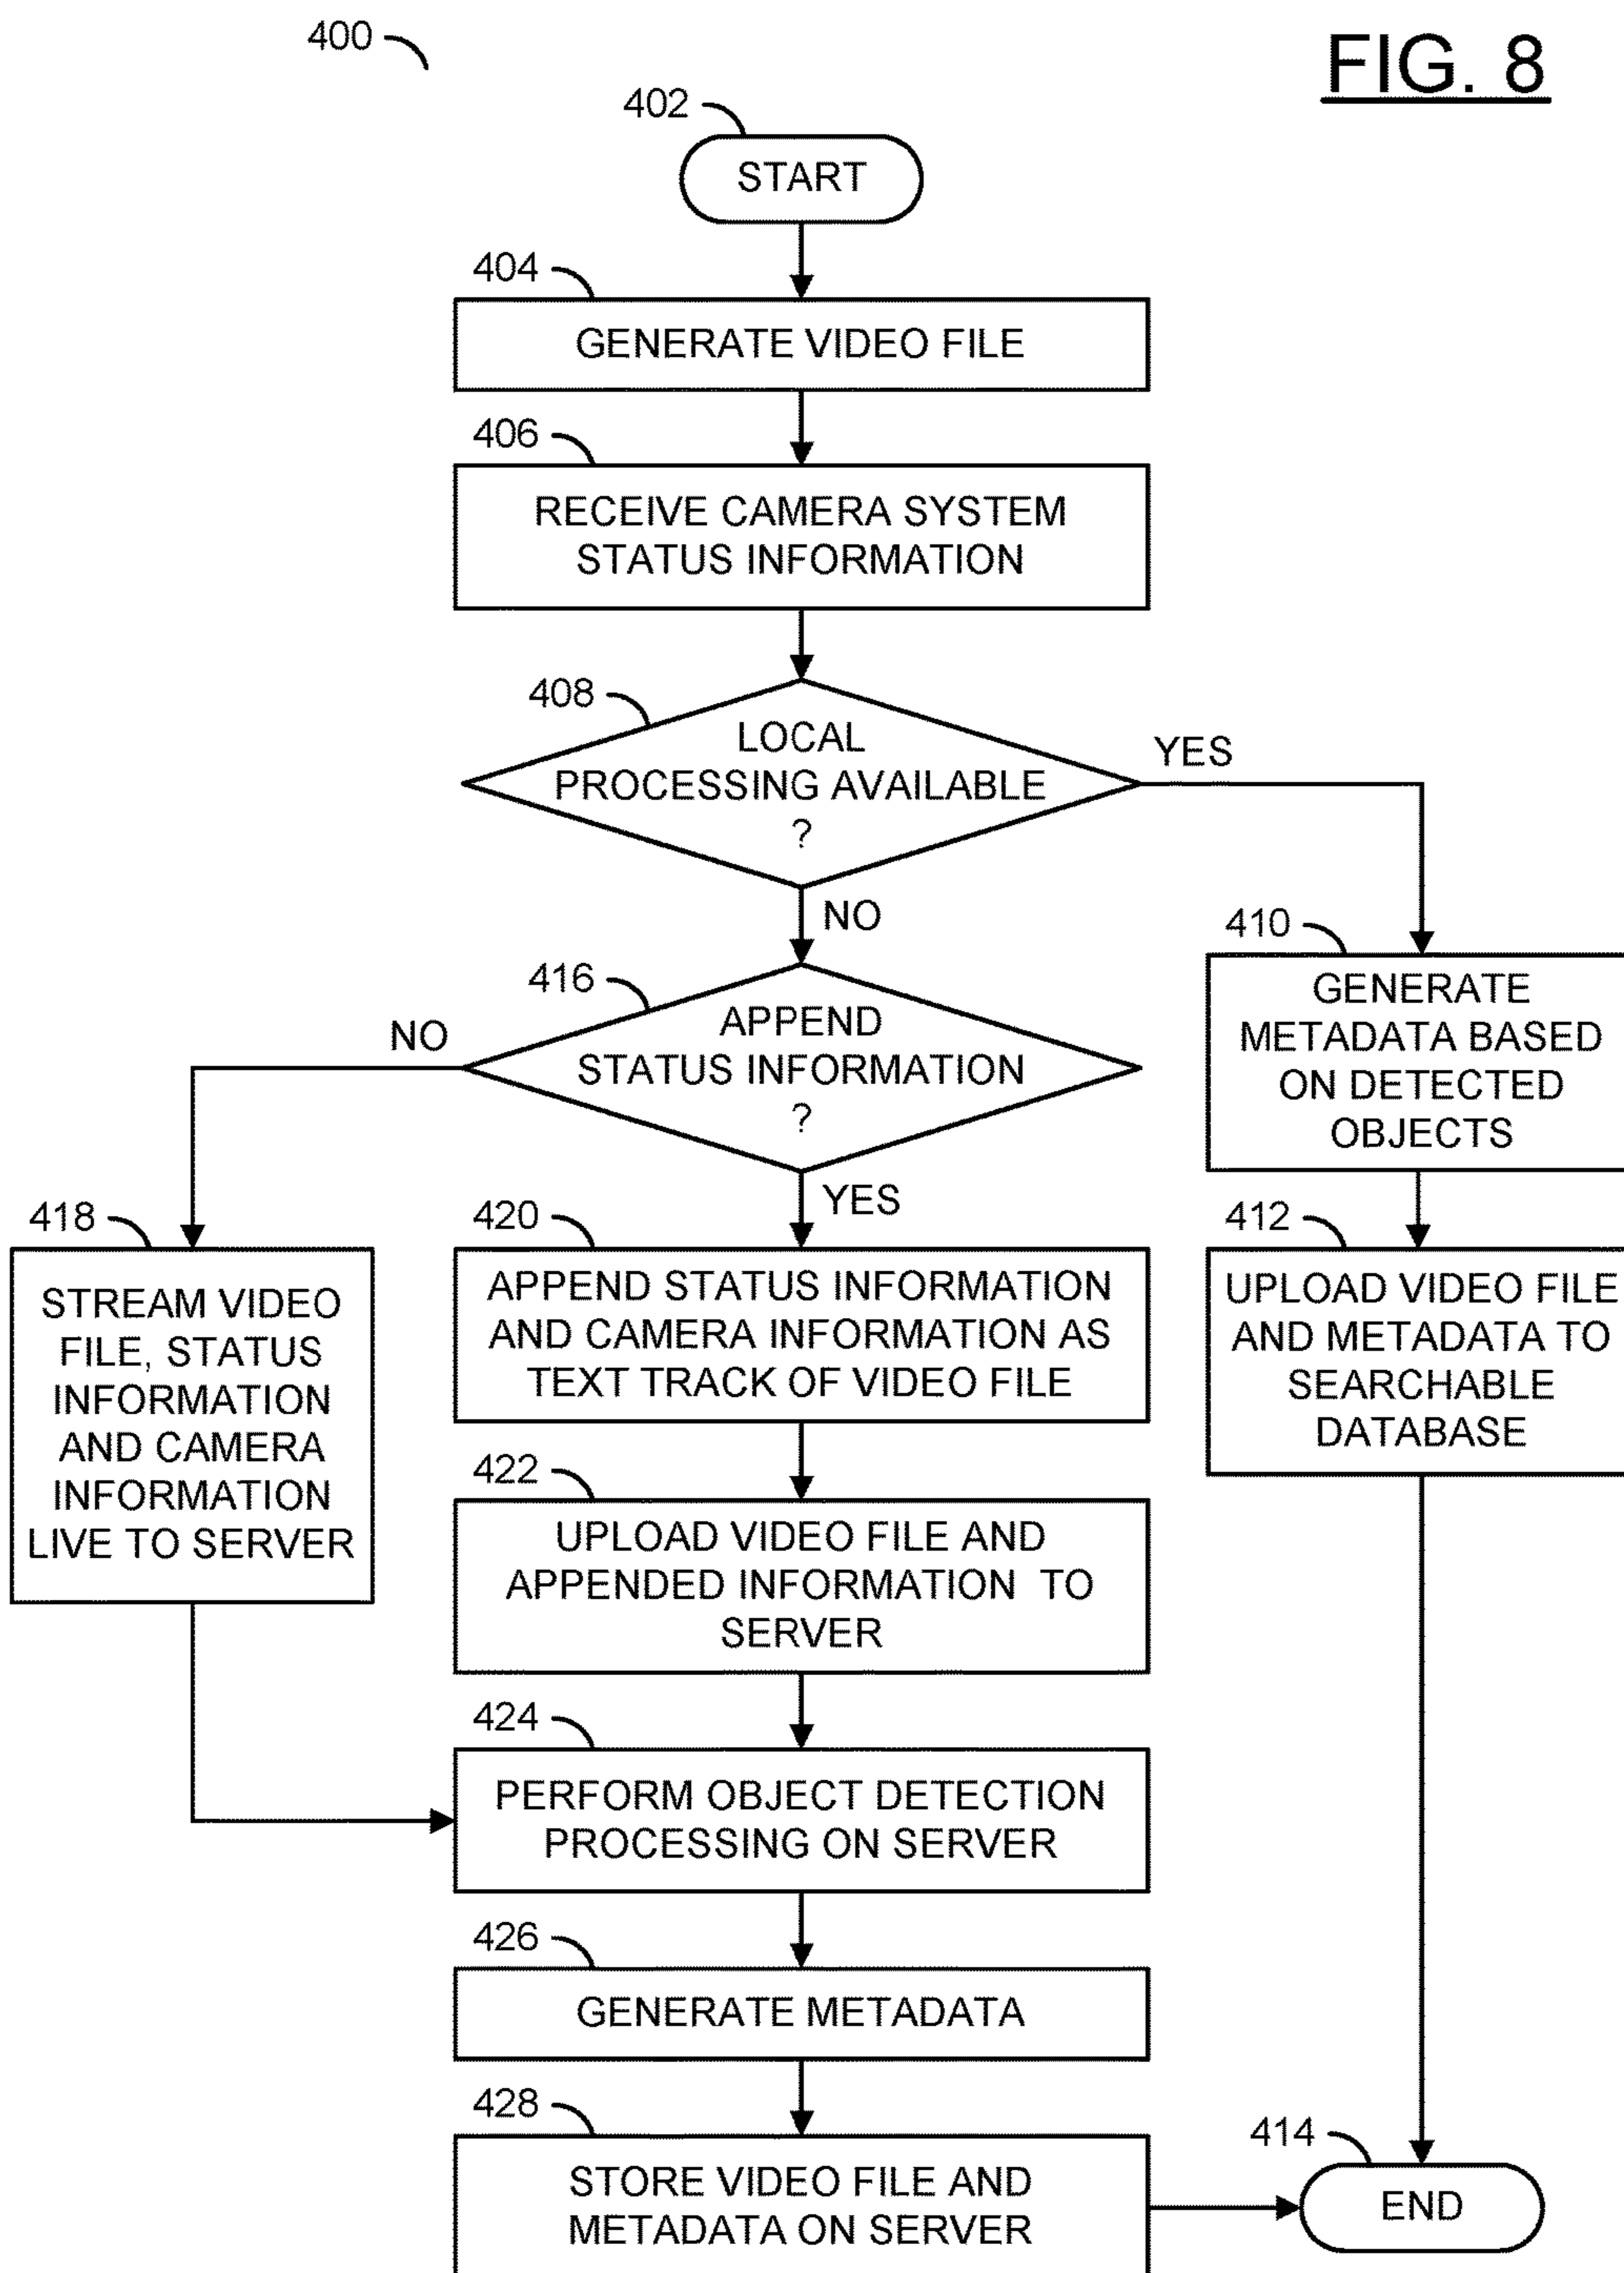 400
FIG. 8
402
START
404
GENERATE VIDEO FILE
406
RECEIVE CAMERA SYSTEM
STATUS INFORMATION
408
LOCAL
PROCESSING AVAILABLE
?
YES
NO
410
GENERATE
METADATA BASED
ON DETECTED
OBJECTS
416
APPEND
STATUS INFORMATION
?
NO
YES
412
UPLOAD VIDEO FILE
AND METADATA TO
SEARCHABLE
DATABASE
418
STREAM VIDEO
FILE, STATUS
INFORMATION
AND CAMERA
INFORMATION
LIVE TO SERVER
420
APPEND STATUS INFORMATION
AND CAMERA INFORMATION AS
TEXT TRACK OF VIDEO FILE
422
UPLOAD VIDEO FILE AND
APPENDED INFORMATION TO
SERVER
424
PERFORM OBJECT DETECTION
PROCESSING ON SERVER
426
GENERATE METADATA
428
STORE VIDEO FILE AND
METADATA ON SERVER
414
END